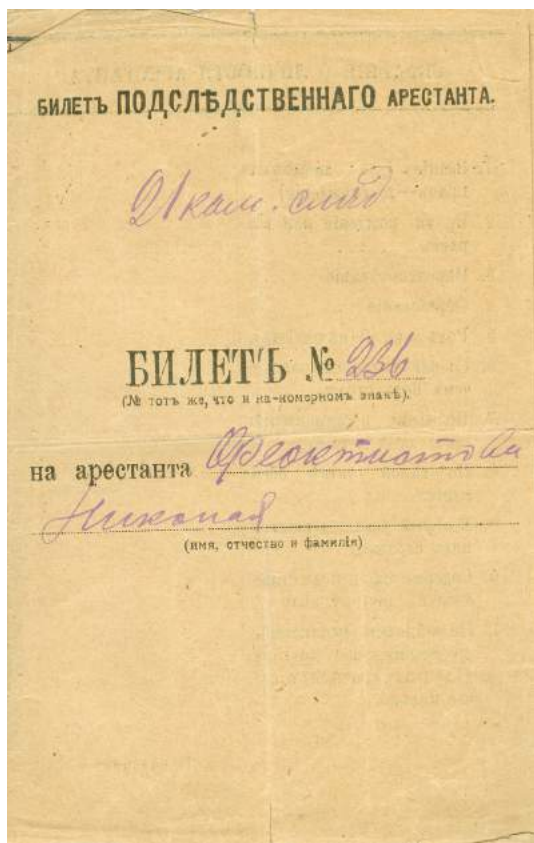 БИЛЕТЪ ПОДСЛѢДСТВЕННАГО АРЕСТАНТА.
21 кам. слѣд.
БИЛЕТЪ № 236
(№ тотъ же, что и на-номерномъ знакѣ).
на арестанта Феоктистова
Николая
(имя, отчество и фамилія)